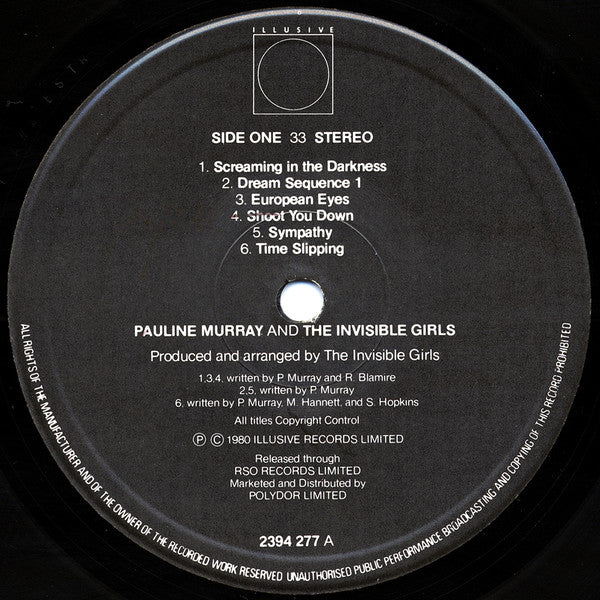 ILLUSIVE
SIDE ONE 33 STEREO
1. Screaming in the Darkness
2. Dream Sequence 1
3. European Eyes
4. Shoot You Down
5. Sympathy
6. Time Slipping
PAULINE MURRAY AND THE INVISIBLE GIRLS
Produced and arranged by The Invisible Girls
1,3,4. written by P. Murray and R. Blamire
2,5. written by P. Murray
6. written by P. Murray, M. Hannett, and S. Hopkins
All titles Copyright Control
Ⓟ Ⓒ 1980 ILLUSIVE RECORDS LIMITED
Released through
RSO RECORDS LIMITED
Marketed and Distributed by
POLYDOR LIMITED
2394 277 A
ALL RIGHTS OF THE MANUFACTURER AND OF THE OWNER OF THE RECORDED WORK RESERVED UNAUTHORISED PUBLIC PERFORMANCE BROADCASTING AND COPYING OF THIS RECORD PROHIBITED